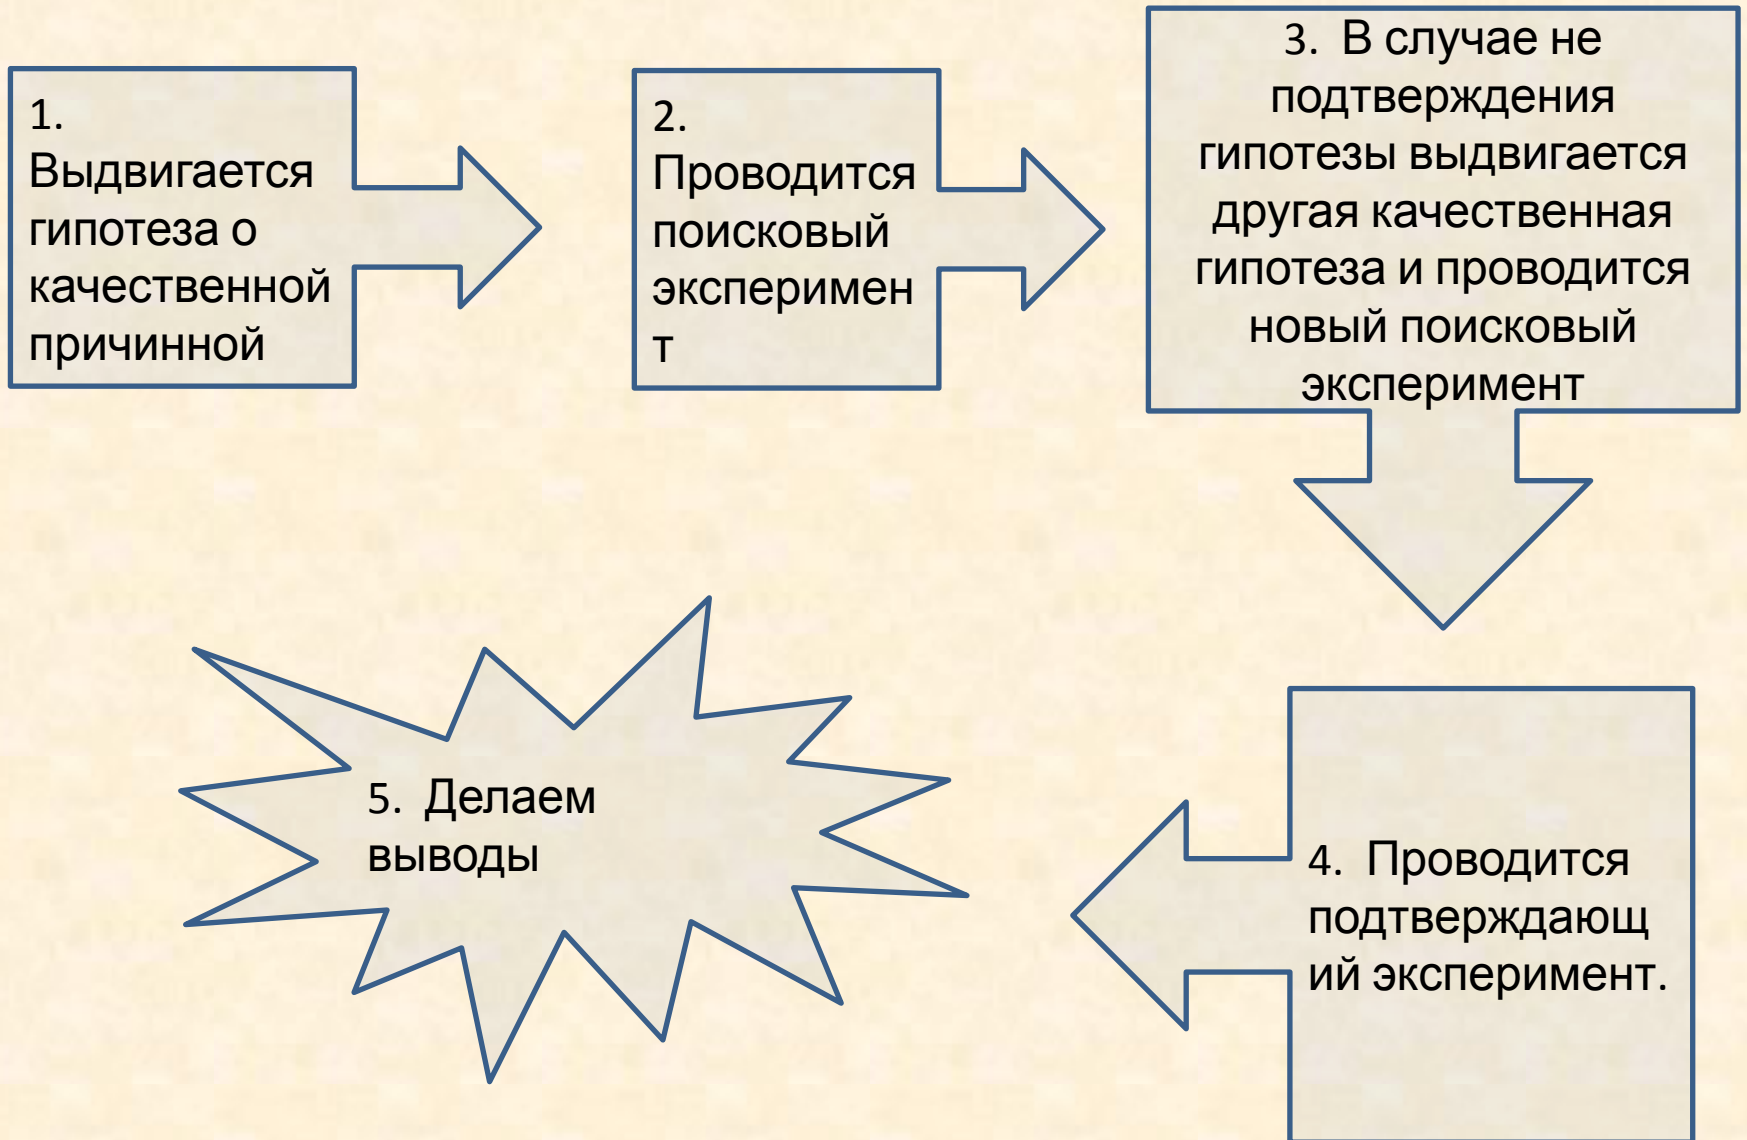 1.
Выдвигается
гипотеза о
качественной
причинной
2.
Проводится
поисковый
эксперимен
т
3. В случае не
подтверждения
гипотезы выдвигается
другая качественная
гипотеза и проводится
новый поисковый
эксперимент
4. Проводится
подтверждающ
ий эксперимент.
5. Делаем
выводы